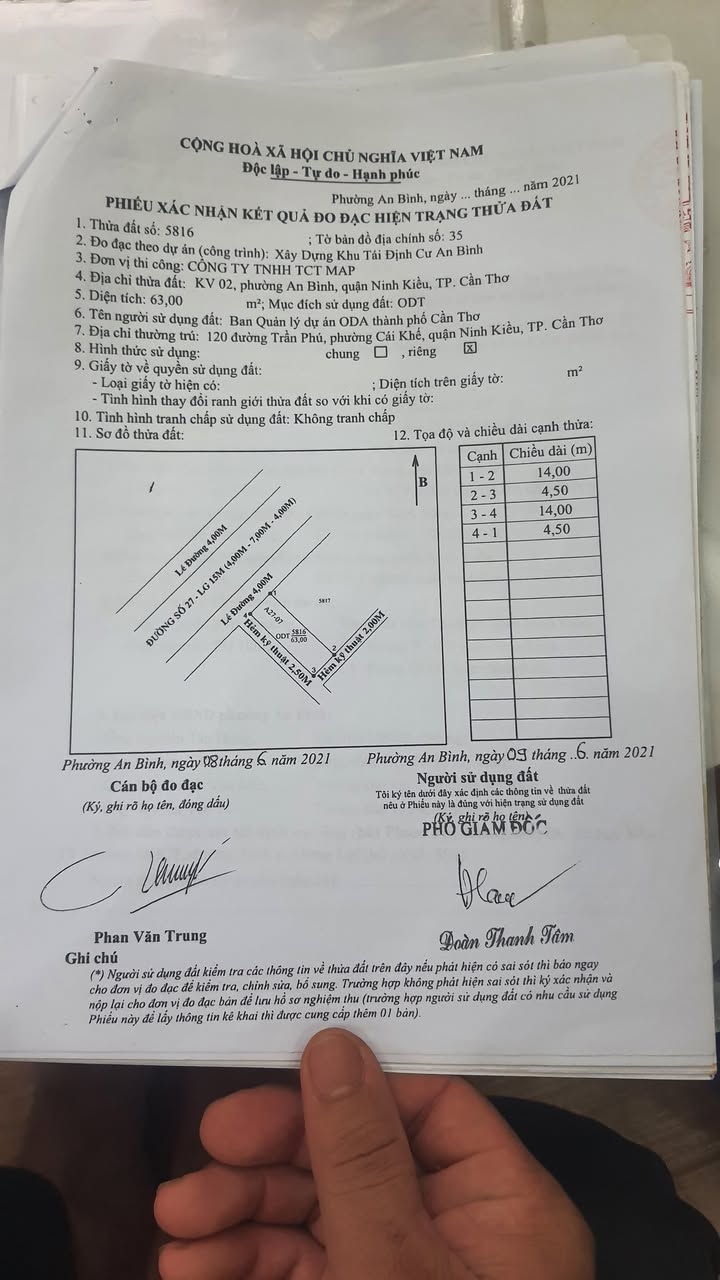 CỘNG HOÀ XÃ HỘI CHỦ NGHĨA VIỆT NAM
Độc lập - Tự do - Hạnh phúc
Phường An Bình, ngày ... tháng ... năm 2021
PHIẾU XÁC NHẬN KẾT QUẢ ĐO ĐẠC HIỆN TRẠNG THỬA ĐẤT
1. Thửa đất số: 5816 ; Tờ bản đồ địa chính số: 35
2. Đo đạc theo dự án (công trình): Xây Dựng Khu Tái Định Cư An Bình
3. Đơn vị thi công: CÔNG TY TNHH TCT MAP
4. Địa chỉ thửa đất: KV 02, phường An Bình, quận Ninh Kiều, TP. Cần Thơ
5. Diện tích: 63,00 m²; Mục đích sử dụng đất: ODT
6. Tên người sử dụng đất: Ban Quản lý dự án ODA thành phố Cần Thơ
7. Địa chỉ thường trú: 120 đường Trần Phú, phường Cái Khế, quận Ninh Kiều, TP. Cần Thơ
8. Hình thức sử dụng: chung ☐ , riêng ☒
9. Giấy tờ về quyền sử dụng đất:
- Loại giấy tờ hiện có: ; Diện tích trên giấy tờ: m²
- Tình hình thay đổi ranh giới thửa đất so với khi có giấy tờ:
10. Tình hình tranh chấp sử dụng đất: Không tranh chấp
11. Sơ đồ thửa đất: 12. Tọa độ và chiều dài cạnh thửa:
B
Lề Đường 4,00M
ĐƯỜNG SỐ 27 - LG 15M (4,00M - 7,00M - 4,00M)
Lề Đường 4,00M
1
A27-07
5817
4
ODT 5816
63,00
2
3
Hẻm kỹ thuật 2,50M
Hẻm kỹ thuật 2,00M
Cạnh Chiều dài (m)
1 - 2 14,00
2 - 3 4,50
3 - 4 14,00
4 - 1 4,50
Phường An Bình, ngày 08 tháng 6 năm 2021
Cán bộ đo đạc
(Ký, ghi rõ họ tên, đóng dấu)
Phan Văn Trung
Phường An Bình, ngày 09 tháng ..6. năm 2021
Người sử dụng đất
Tôi ký tên dưới đây xác định các thông tin về thửa đất
nêu ở Phiếu này là đúng với hiện trạng sử dụng đất
(Ký, ghi rõ họ tên)
PHÓ GIÁM ĐỐC
Đoàn Thanh Tâm
Ghi chú
(*) Người sử dụng đất kiểm tra các thông tin về thửa đất trên đây nếu phát hiện có sai sót thì báo ngay
cho đơn vị đo đạc để kiểm tra, chỉnh sửa, bổ sung. Trường hợp không phát hiện sai sót thì ký xác nhận và
nộp lại cho đơn vị đo đạc bản để lưu hồ sơ nghiệm thu (trường hợp người sử dụng đất có nhu cầu sử dụng
Phiếu này để lấy thông tin kê khai thì được cung cấp thêm 01 bản).